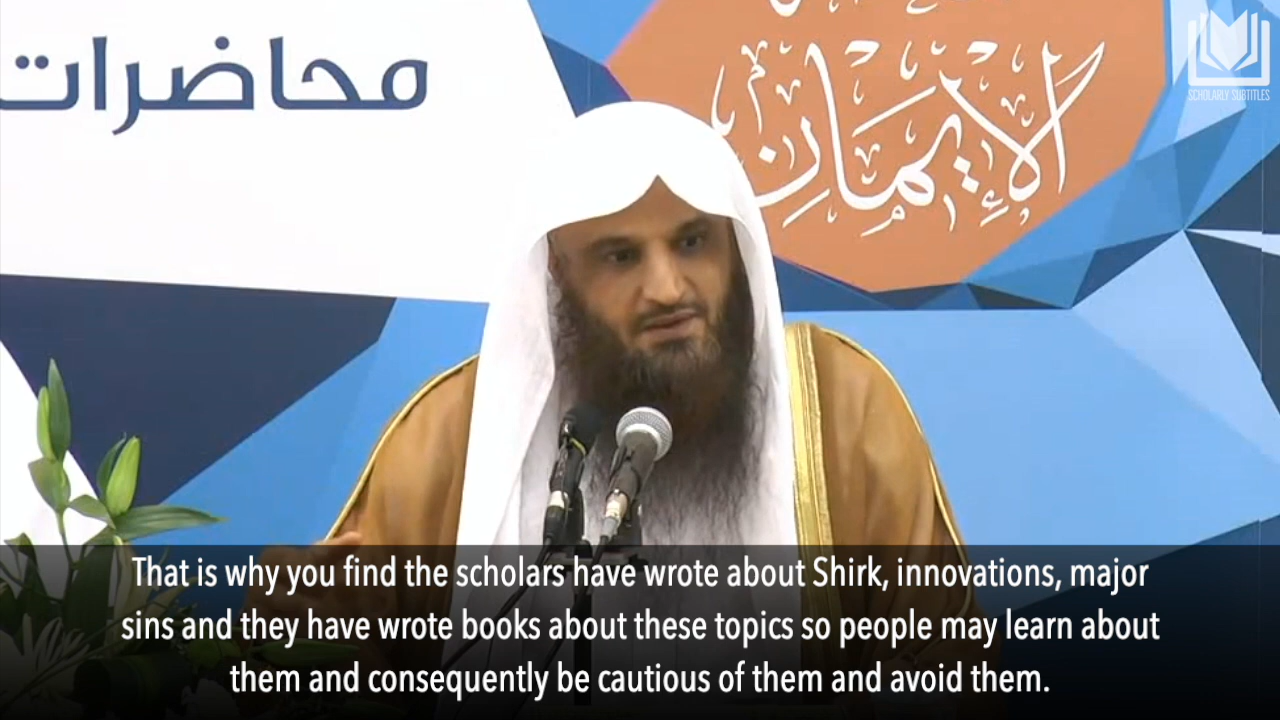 محاضرات
الإيمان
SCHOLARLY SUBTITLES
That is why you find the scholars have wrote about Shirk, innovations, major
sins and they have wrote books about these topics so people may learn about
them and consequently be cautious of them and avoid them.